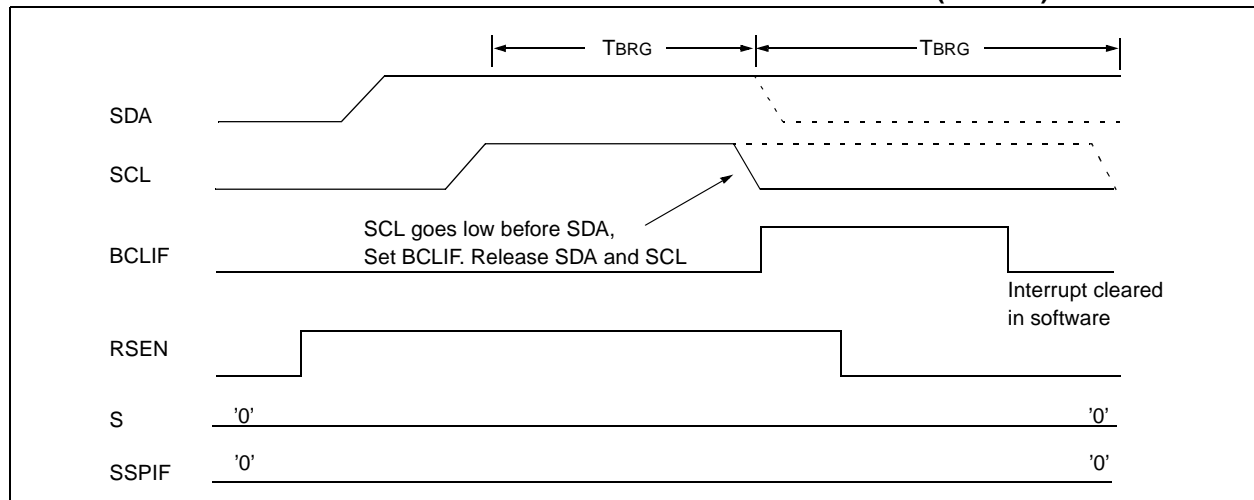 TBRG TBRG
SDA
SCL
SCL goes low before SDA,
Set BCLIF. Release SDA and SCL
BCLIF
Interrupt cleared
in software
RSEN
S '0' '0'
SSPIF '0' '0'